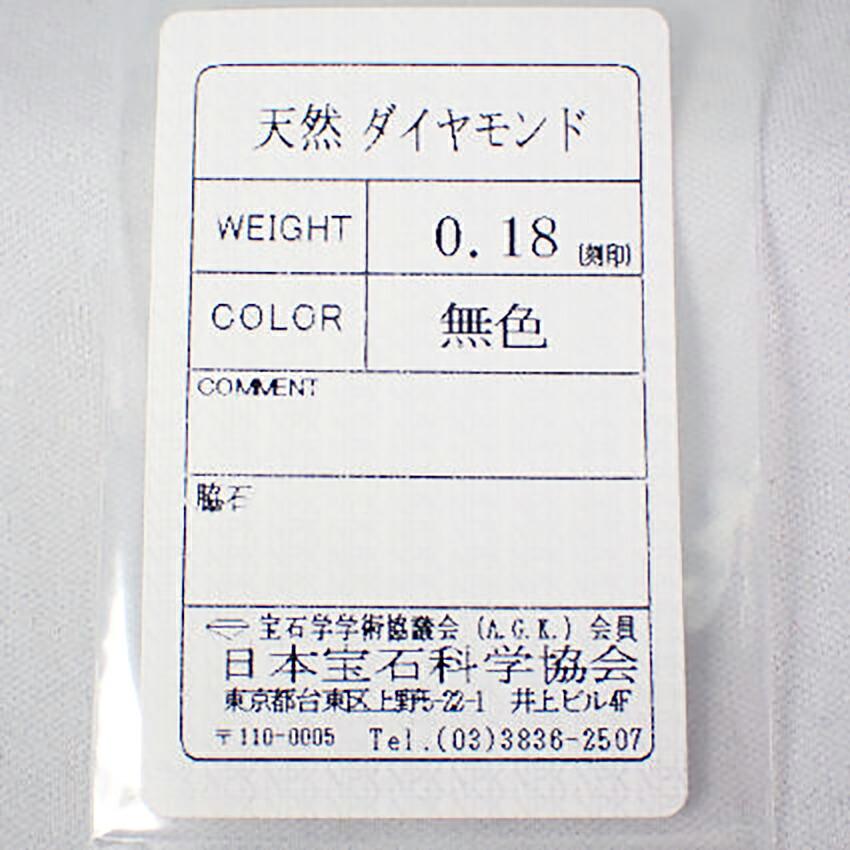 天然 ダイヤモンド
WEIGHT 0.18 (刻印)
COLOR 無色
COMMENT
脇石
宝石学学術協議会 (A.G.K.) 会員
日本宝石科学協会
東京都台東区上野5-22-1 井上ビル4F
〒110-0005 Tel.(03)3836-2507